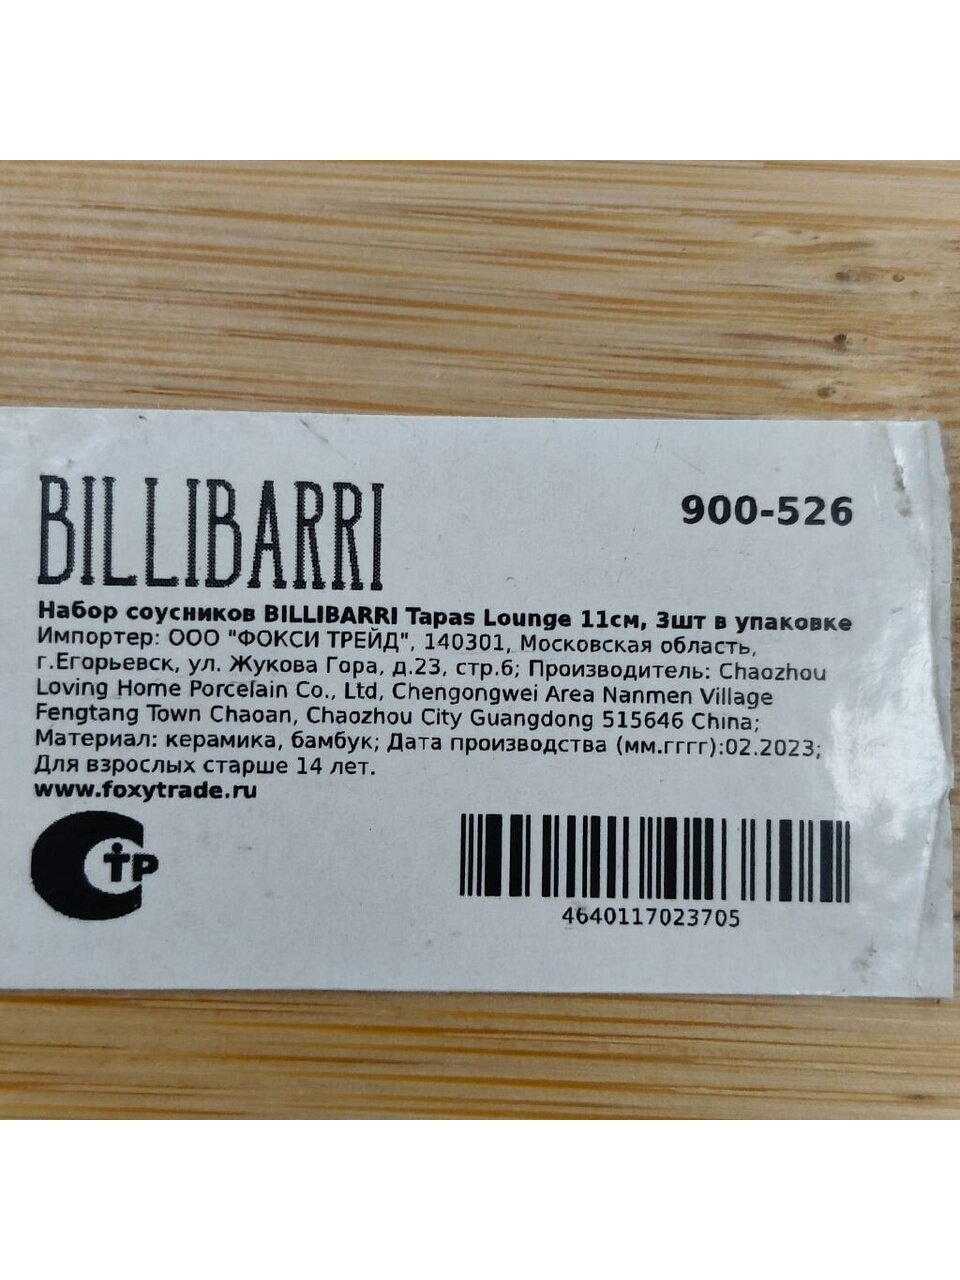 BILLIBARRI
900-526
Набор соусников BILLIBARRI Tapas Lounge 11см, 3шт в упаковке
Импортер: ООО "ФОКСИ ТРЕЙД", 140301, Московская область,
г.Егорьевск, ул. Жукова Гора, д.23, стр.6; Производитель: Chaozhou
Loving Home Porcelain Co., Ltd, Chengongwei Area Nanmen Village
Fengtang Town Chaoan, Chaozhou City Guangdong 515646 China;
Материал: керамика, бамбук; Дата производства (мм.гггг):02.2023;
Для взрослых старше 14 лет.
www.foxytrade.ru
СТР
4640117023705